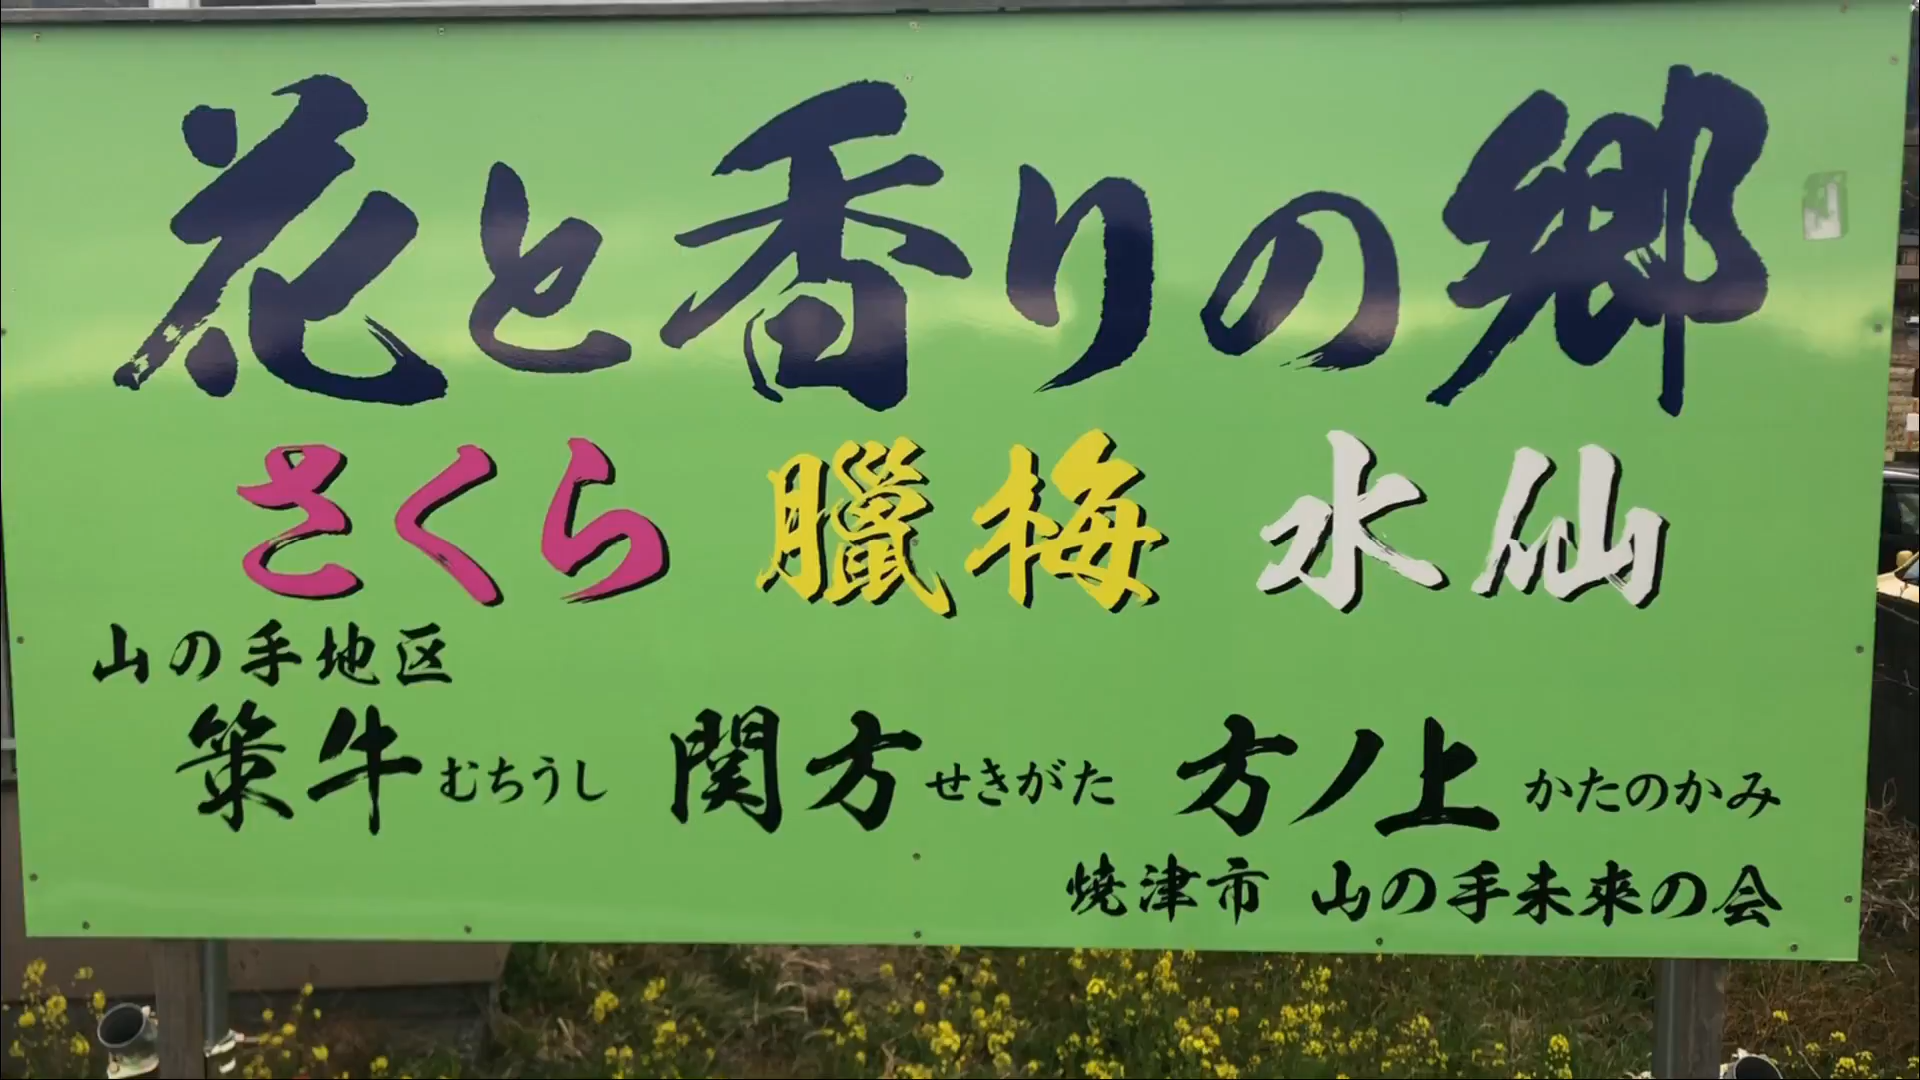 花と香りの郷
さくら 臘梅 水仙
山の手地区
策牛 むちうし 関方 せきがた 方ノ上 かたのかみ
焼津市 山の手未来の会